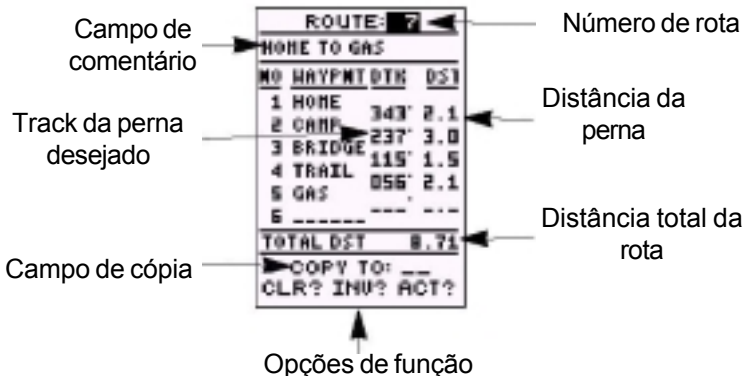 ROUTE: 7
Número de rota
Campo de
comentário
HOME TO GAS
NO WAYPNT DTK DST
1 HOME
343° 2.1
2 CAMP
237° 3.0
3 BRIDGE
115° 1.5
4 TRAIL
056° 2.1
5 GAS
6 ______ ___ _._
Distância da
perna
Track da perna
desejado
TOTAL DST 8.71
Distância total da
rota
Campo de cópia
COPY TO: __
CLR? INV? ACT?
Opções de função